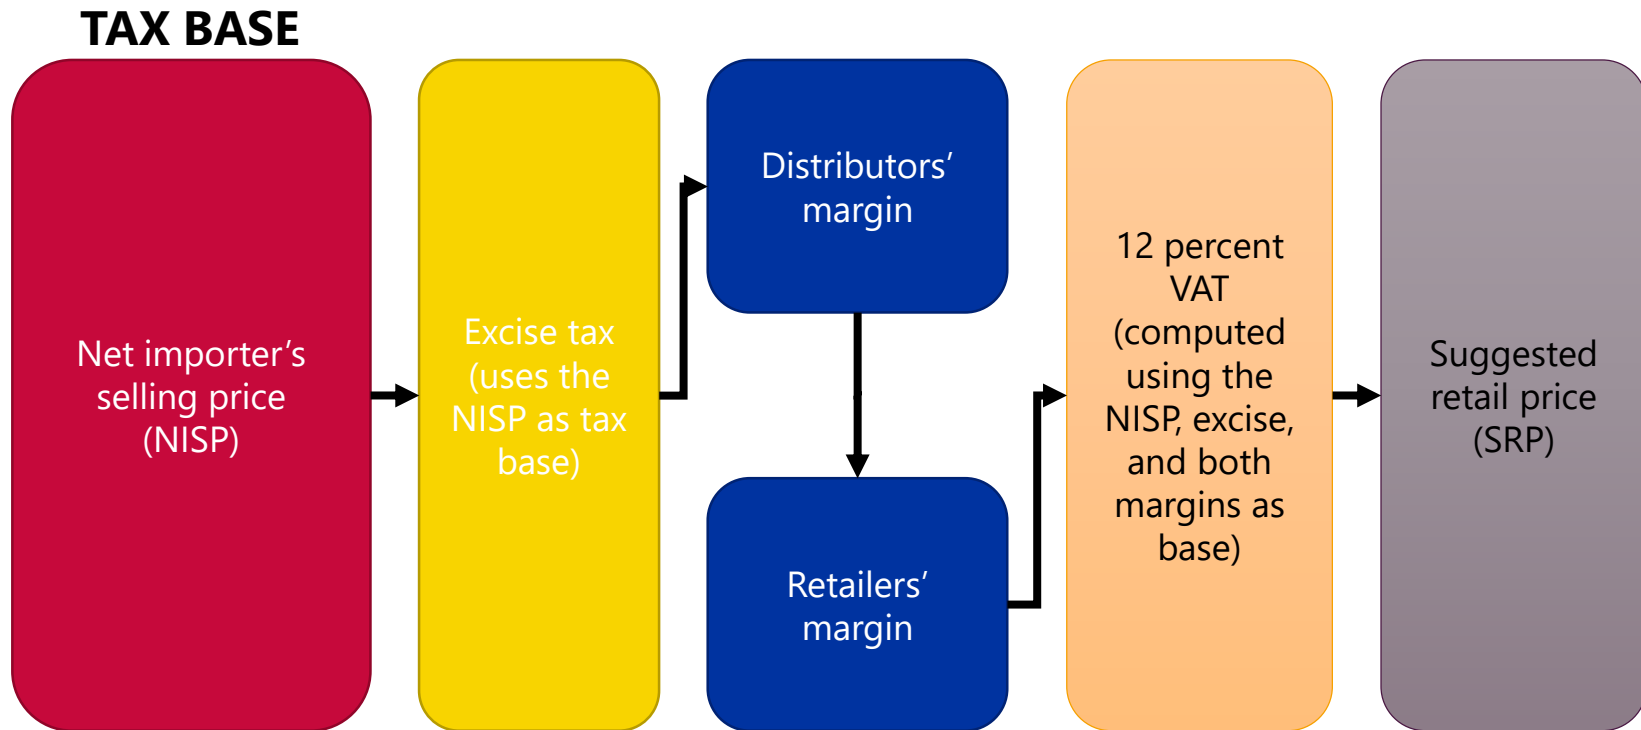 TAX BASE
Net importer’s
selling price
(NISP)
Excise tax
(uses the
NISP as tax
base)
Distributors’
margin
Retailers’
margin
12 percent
VAT
(computed
using the
NISP, excise,
and both
margins as
base)
Suggested
retail price
(SRP)